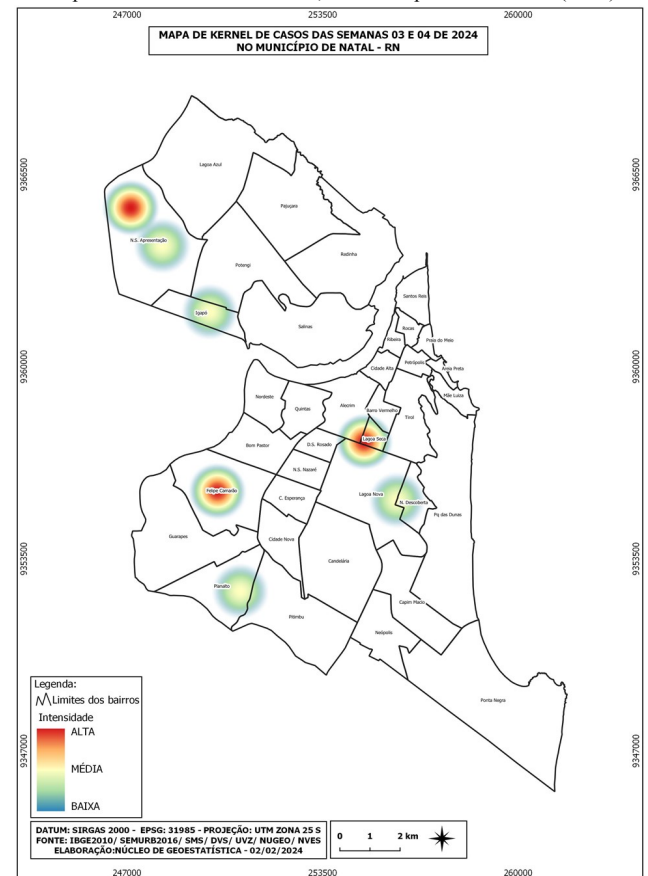 247000 253500 260000
MAPA DE KERNEL DE CASOS DAS SEMANAS 03 E 04 DE 2024
NO MUNICÍPIO DE NATAL - RN
9366500 9366500
Lagoa Azul
Pajuçara
N.S. Apresentação
Redinha
Potengi
Santos Reis
Igapó
Salinas
Rocas
Ribeira
Praia do Meio
9360000 9360000
Petrópolis
Cidade Alta
Areia Preta
Mãe Luiza
Nordeste
Alecrim
Quintas
Barro Vermelho
Tirol
Lagoa Seca
Bom Pastor
D.S. Rosado
N.S. Nazaré
Felipe Camarão
Lagoa Nova
C. Esperança
N. Descoberta
Pq das Dunas
Guarapes
Cidade Nova
9353500 9353500
Candelária
Planalto
Capim Macio
Pitimbu
Neópolis
Ponta Negra
Legenda:
Limites dos bairros
Intensidade
ALTA
MÉDIA
BAIXA
9347000 9347000
DATUM: SIRGAS 2000 - EPSG: 31985 - PROJEÇÃO: UTM ZONA 25 S
FONTE: IBGE2010/ SEMURB2016/ SMS/ DVS/ UVZ/ NUGEO/ NVES
ELABORAÇÃO:NÚCLEO DE GEOESTATÍSTICA - 02/02/2024
0 1 2 km
247000 253500 260000